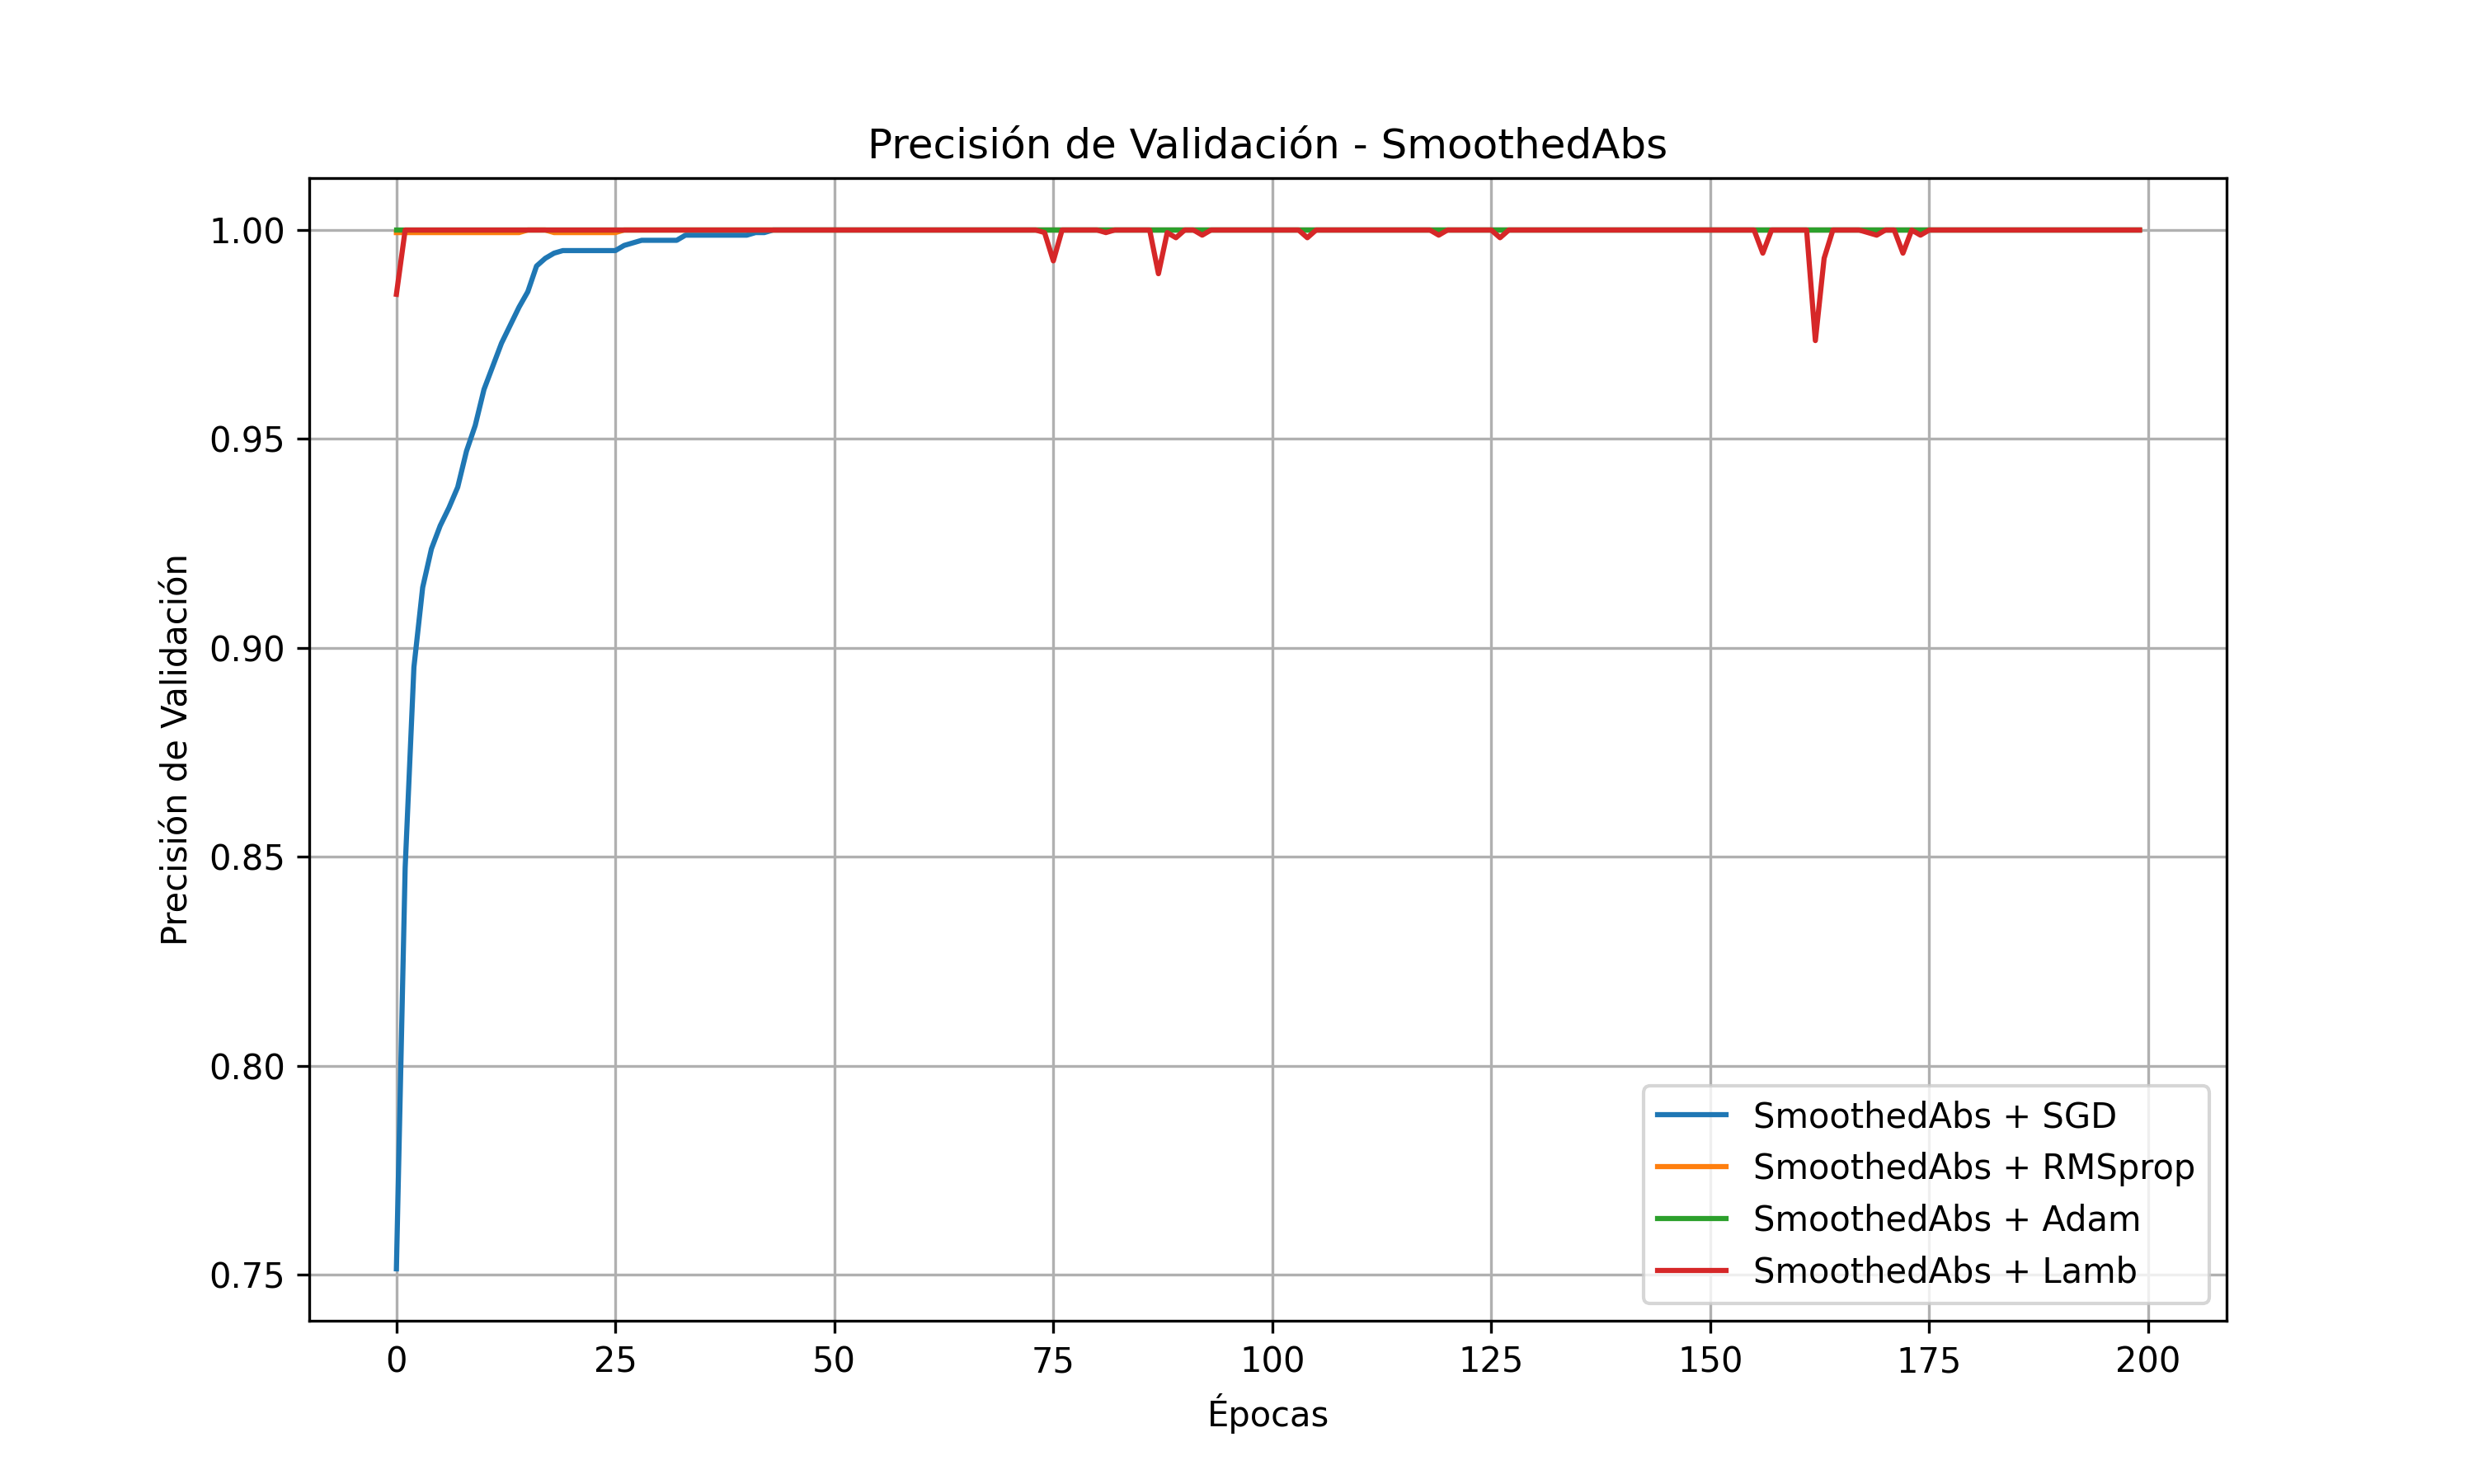 Precisión de Validación - SmoothedAbs
Precisión de Validación
1.00
0.95
0.90
0.85
0.80
0.75
0
25
50
75
100
125
150
175
200
Épocas
SmoothedAbs + SGD
SmoothedAbs + RMSprop
SmoothedAbs + Adam
SmoothedAbs + Lamb